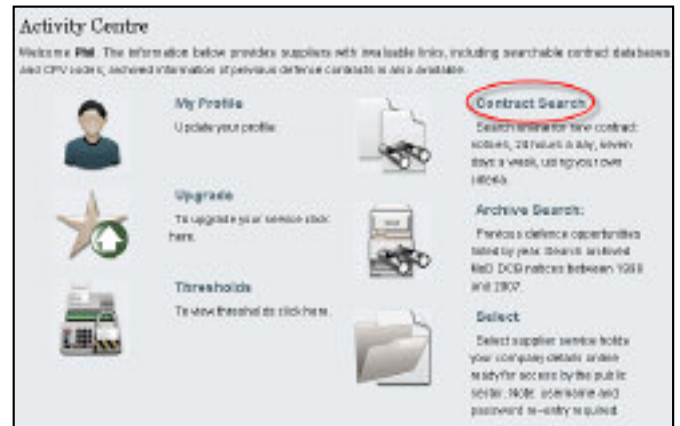 Activity Centre
Welcome Phil. The information below provides suppliers with invaluable links, including searchable contract databases
and CPV codes; archived information of previous defence contracts is also available.
My Profile
Update your profile
Upgrade
To upgrade your service click
here.
Thresholds
To view thresholds click here.
Contract Search
Search online for new contract
notices, 24 hours a day, seven
days a week, using your own
criteria.
Archive Search:
Previous defence opportunities
listed by year. Search archived
MoD DCB notices between 1998
and 2007.
Select
Select supplier service holds
your company details online
ready for access by the public
sector. Note: username and
password re-entry required.